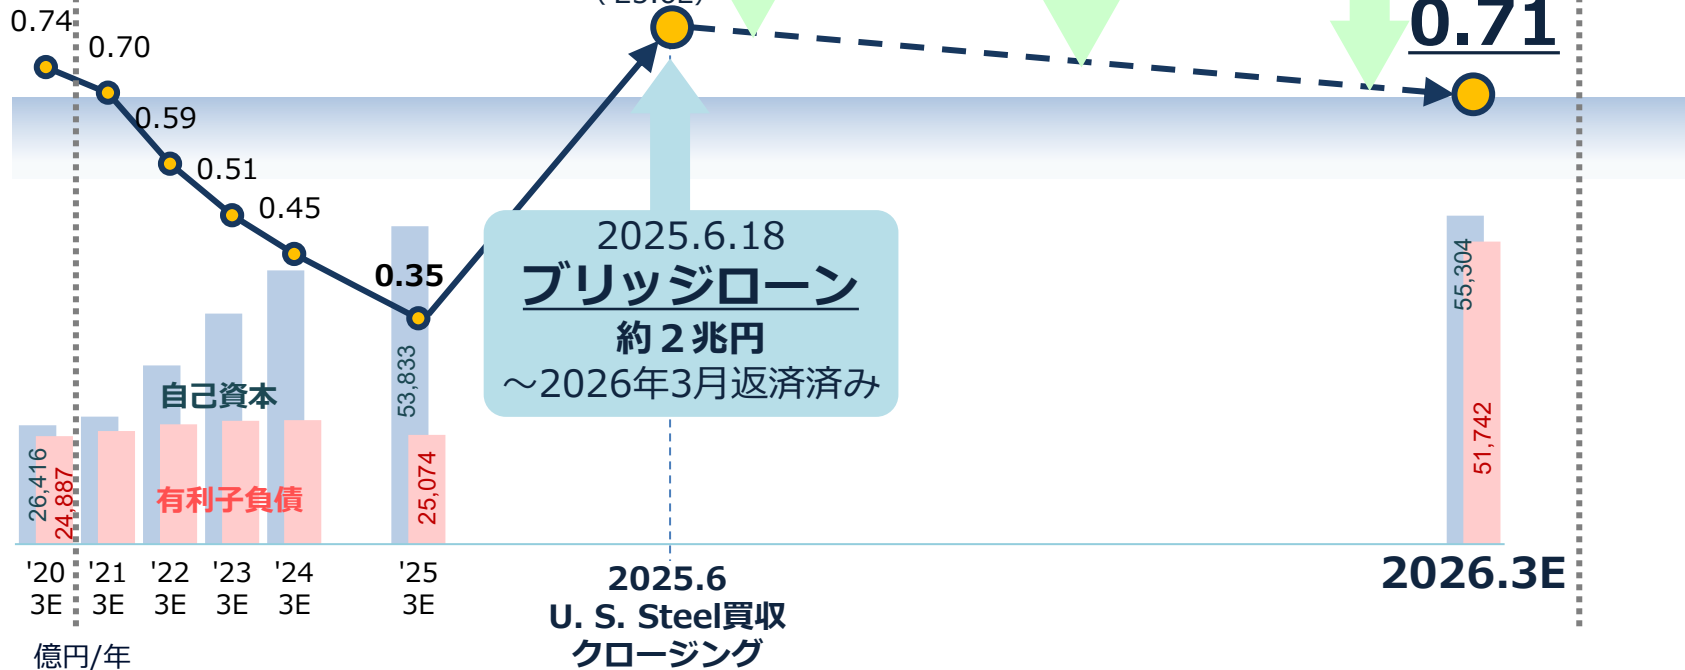 0.74
0.70
0.59
0.51
0.45
0.35
0.71
2025.6.18
ブリッジローン
約２兆円
～2026年3月返済済み
自己資本
有利子負債
26,416
24,887
53,833
25,074
55,304
51,742
'20
3E
'21
3E
'22
3E
'23
3E
'24
3E
'25
3E
2025.6
U. S. Steel買収
クロージング
2026.3E
億円/年